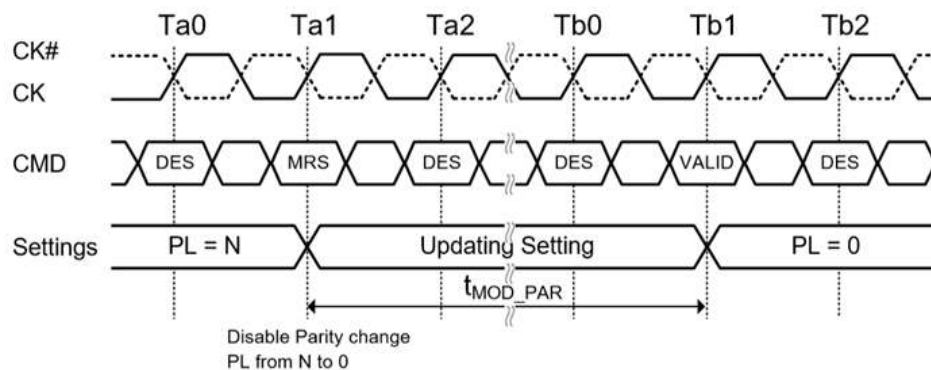 Ta0 Ta1 Ta2 Tb0 Tb1 Tb2
CK#
CK
CMD DES MRS DES DES VALID DES
Settings PL = N Updating Setting PL = 0
tMOD_PAR
Disable Parity change
PL from N to 0